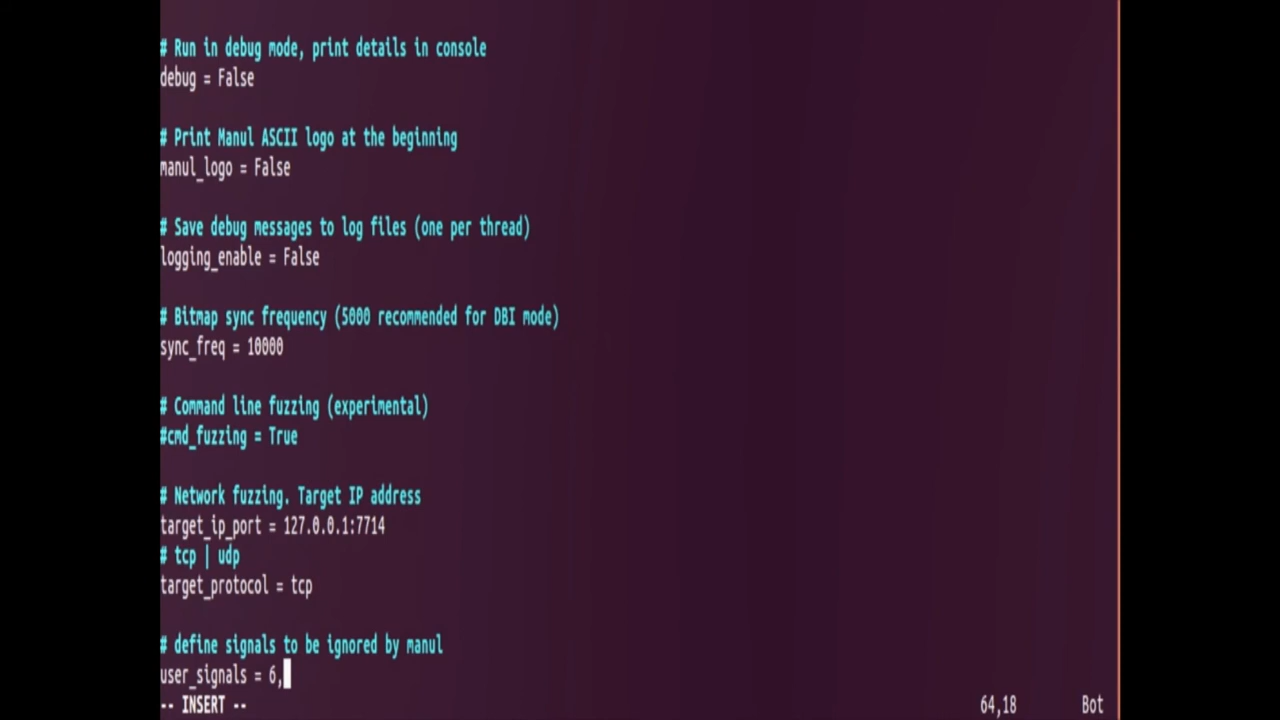 # Run in debug mode, print details in console
debug = False
# Print Manul ASCII logo at the beginning
manul_logo = False
# Save debug messages to log files (one per thread)
logging_enable = False
# Bitmap sync frequency (5000 recommended for DBI mode)
sync_freq = 10000
# Command line fuzzing (experimental)
#cmd_fuzzing = True
# Network fuzzing. Target IP address
target_ip_port = 127.0.0.1:7714
# tcp | udp
target_protocol = tcp
# define signals to be ignored by manul
user_signals = 6,
-- INSERT -- 64,18 Bot